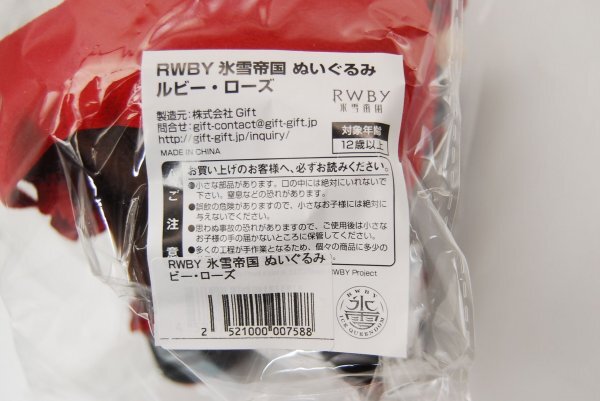 RWBY 氷雪帝国 ぬいぐるみ
ルビー・ローズ
製造元:株式会社 Gift
問合せ:gift-contact@gift-gift.jp
http://gift-gift.jp/inquiry/
MADE IN CHINA
RWBY
氷雪帝国
対象年齢
12歳以上
お買い上げのお客様へ、必ずお読みください。
ご注意
●小さな部品があります。口の中には絶対にいれないで
下さい。窒息などの恐れがあります。
●誤飲の危険がありますので、小さなお子様には絶対に
与えないでください。
●思わぬ事故の恐れがありますので、ご使用後は小さな
お子様の手の届かないところに保管してください。
●多くの工程が手作業となるため、個々の商品に多少の
RWBY 氷雪帝国 ぬいぐるみ
ビー・ローズ
WBY Project
2 521000 007588
RWBY
氷
ICE QUEENDOM